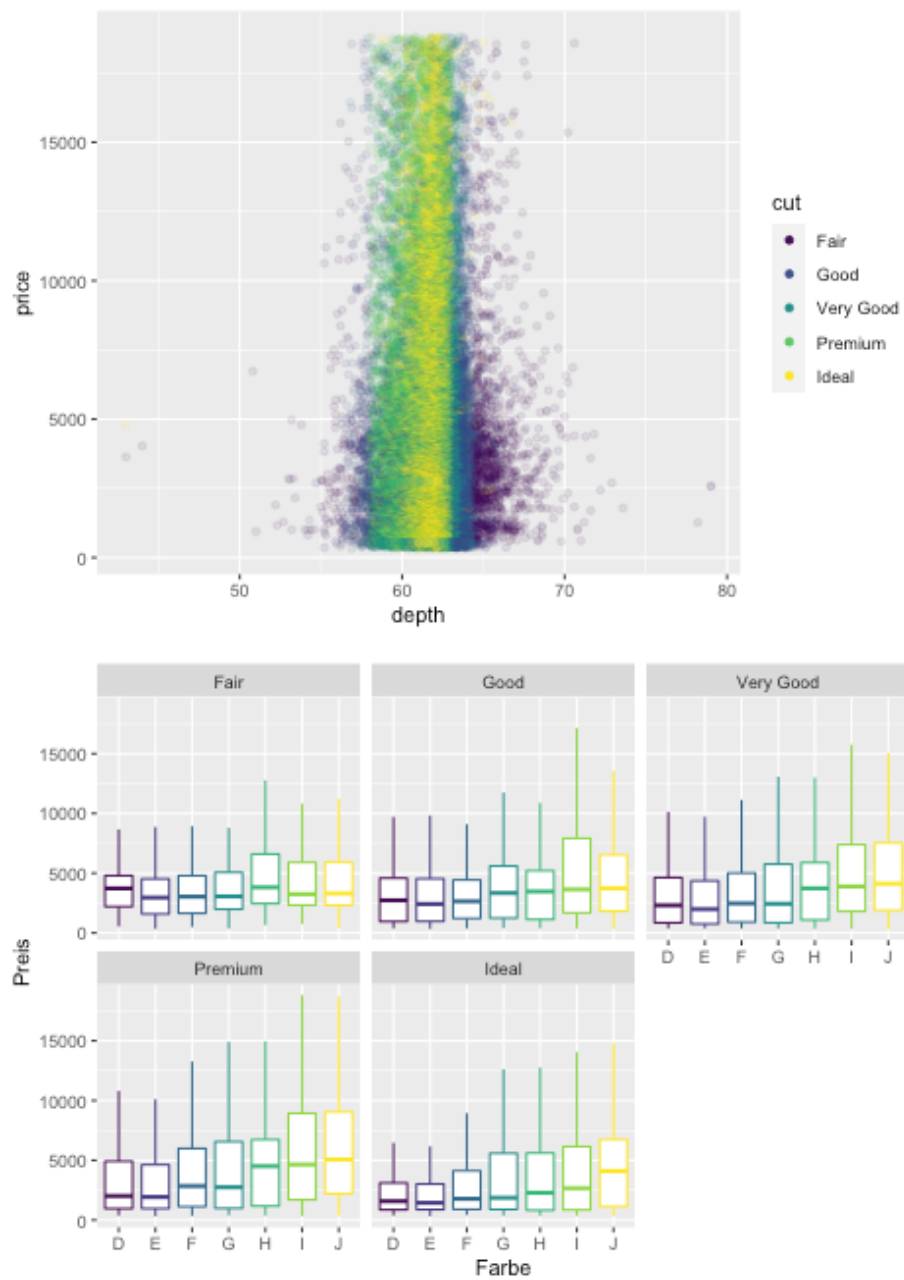 price
15000
10000
5000
0
50 60 70 80
depth
cut
Fair
Good
Very Good
Premium
Ideal
Fair Good Very Good
15000
10000
5000
0
D E F G H I J
Preis
Premium Ideal
15000
10000
5000
0
D E F G H I J D E F G H I J
Farbe